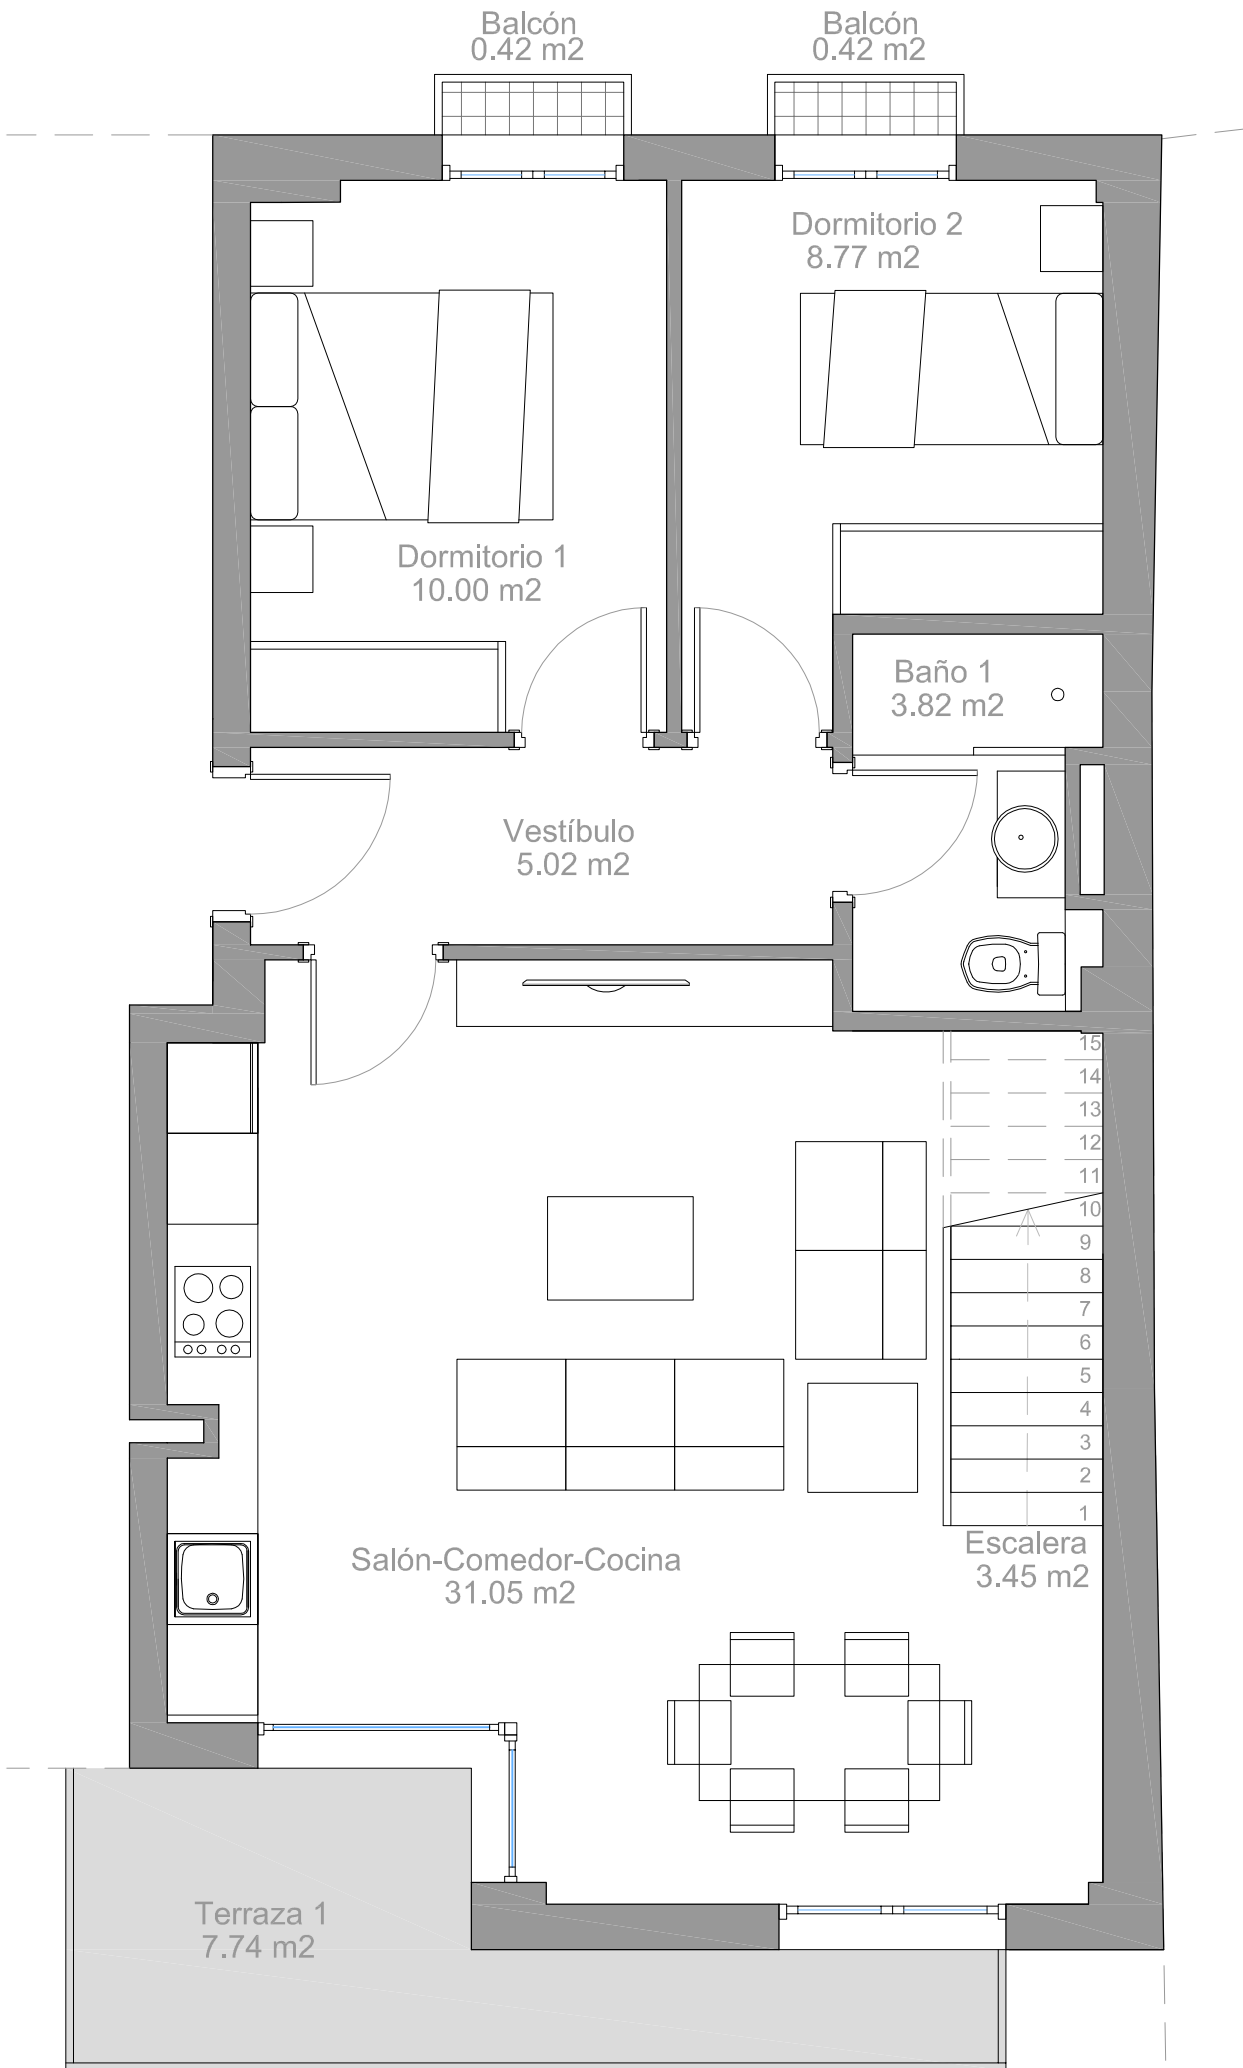 Balcón
0.42 m2
Balcón
0.42 m2
Dormitorio 2
8.77 m2
Dormitorio 1
10.00 m2
Baño 1
3.82 m2
Vestíbulo
5.02 m2
15
14
13
12
11
10
9
8
7
6
5
4
3
2
1
Escalera
3.45 m2
Salón-Comedor-Cocina
31.05 m2
Terraza 1
7.74 m2